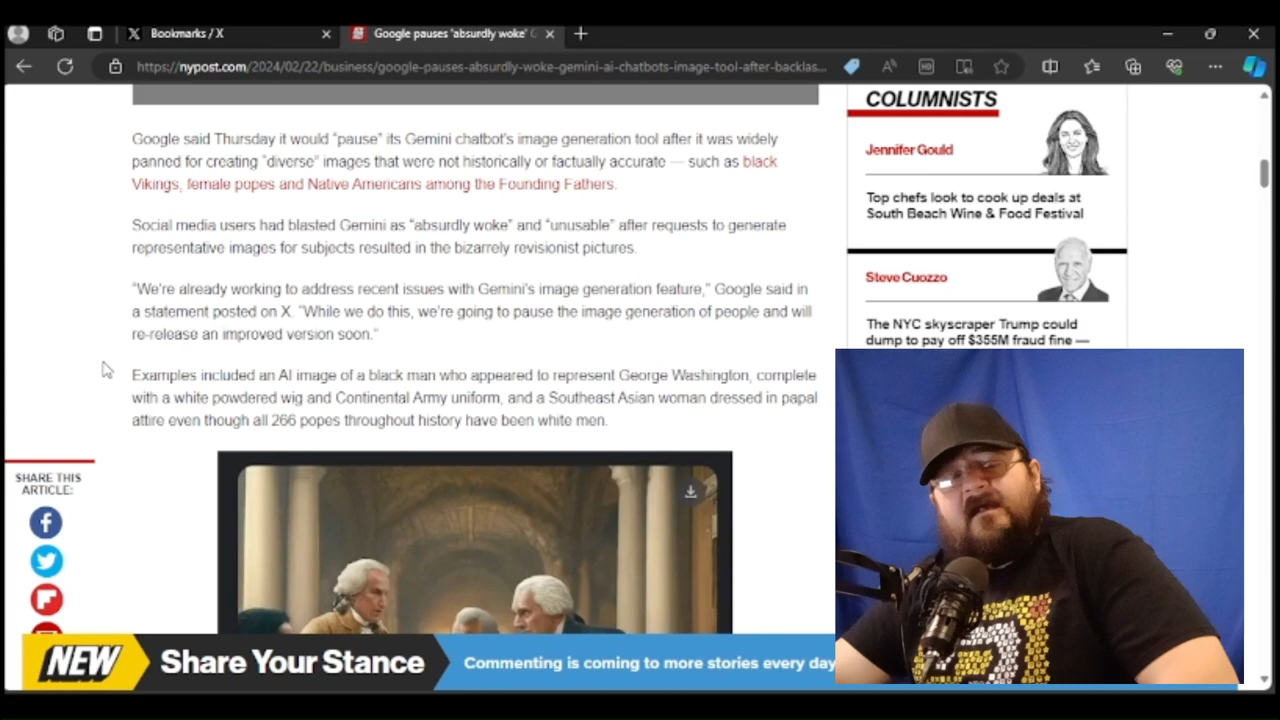 Bookmarks / X
Google pauses 'absurdly woke'
https://nypost.com/2024/02/22/business/google-pauses-absurdly-woke-gemini-ai-chatbots-image-tool-after-backlas...
Google said Thursday it would "pause" its Gemini chatbot's image generation tool after it was widely
panned for creating "diverse" images that were not historically or factually accurate — such as black
Vikings, female popes and Native Americans among the Founding Fathers.
Social media users had blasted Gemini as "absurdly woke" and "unusable" after requests to generate
representative images for subjects resulted in the bizarrely revisionist pictures.
"We're already working to address recent issues with Gemini's image generation feature," Google said in
a statement posted on X. "While we do this, we're going to pause the image generation of people and will
re-release an improved version soon."
Examples included an AI image of a black man who appeared to represent George Washington, complete
with a white powdered wig and Continental Army uniform, and a Southeast Asian woman dressed in papal
attire even though all 266 popes throughout history have been white men.
SHARE THIS
ARTICLE:
COLUMNISTS
Jennifer Gould
Top chefs look to cook up deals at
South Beach Wine & Food Festival
Steve Cuozzo
The NYC skyscraper Trump could
dump to pay off $355M fraud fine —
NEW
Share Your Stance
Commenting is coming to more stories every day